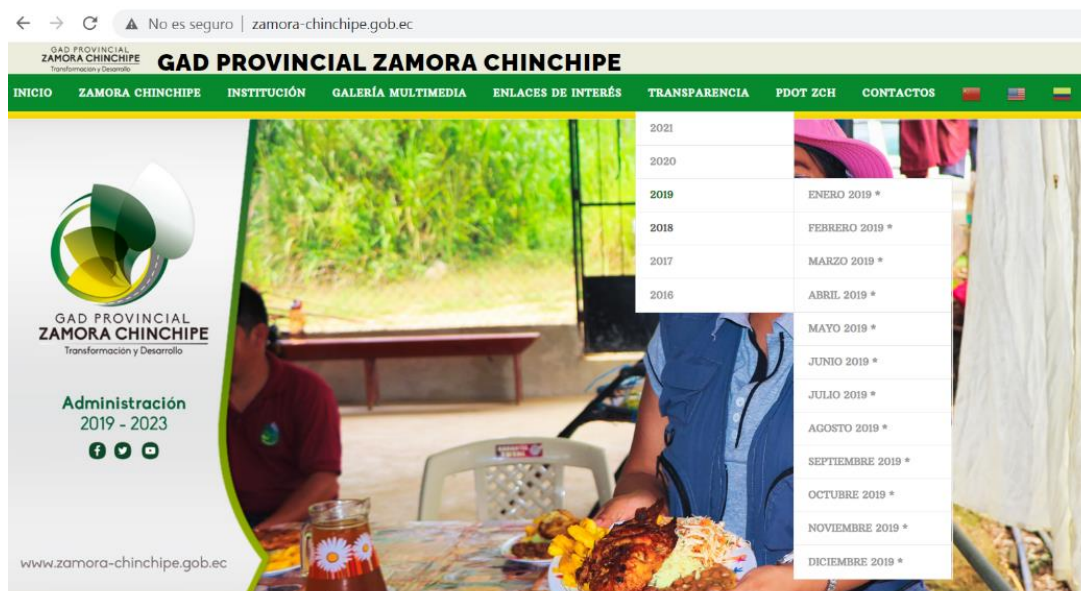 No es seguro | zamora-chinchipe.gob.ec
GAD PROVINCIAL
ZAMORA CHINCHIPE
Transformación y Desarrollo
GAD PROVINCIAL ZAMORA CHINCHIPE
INICIO ZAMORA CHINCHIPE INSTITUCIÓN GALERÍA MULTIMEDIA ENLACES DE INTERÉS TRANSPARENCIA PDOT ZCH CONTACTOS
2021
2020
2019
2018
2017
2016
ENERO 2019 *
FEBRERO 2019 *
MARZO 2019 *
ABRIL 2019 *
MAYO 2019 *
JUNIO 2019 *
JULIO 2019 *
AGOSTO 2019 *
SEPTIEMBRE 2019 *
OCTUBRE 2019 *
NOVIEMBRE 2019 *
DICIEMBRE 2019 *
GAD PROVINCIAL
ZAMORA CHINCHIPE
Transformación y Desarrollo
Administración
2019 - 2023
www.zamora-chinchipe.gob.ec